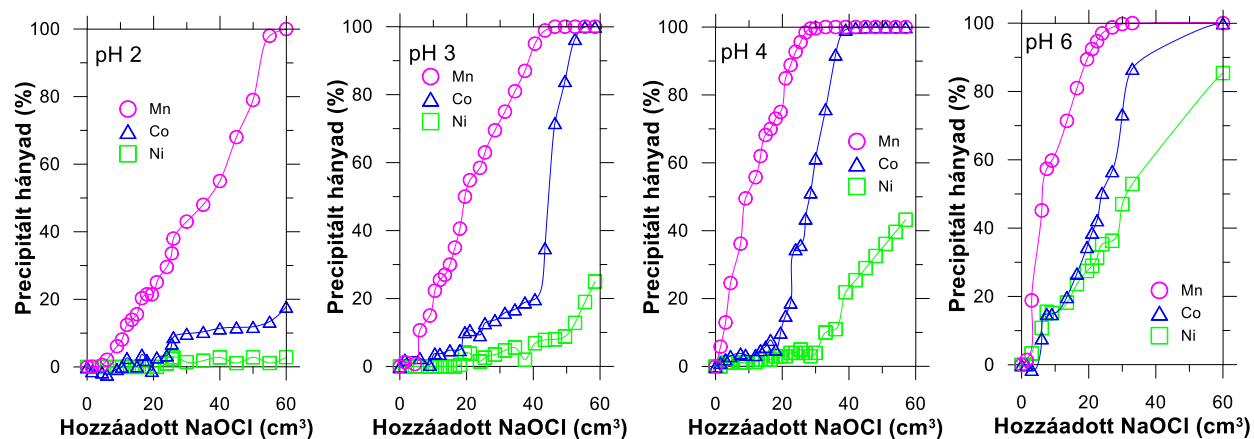 pH 2
Mn
Co
Ni
Precipitált hányad (%)
100
80
60
40
20
0
0 20 40 60
Hozzáadott NaOCl (cm³)
pH 3
Mn
Co
Ni
Precipitált hányad (%)
100
80
60
40
20
0
0 20 40 60
Hozzáadott NaOCl (cm³)
pH 4
Mn
Co
Ni
Precipitált hányad (%)
100
80
60
40
20
0
0 20 40 60
Hozzáadott NaOCl (cm³)
pH 6
Mn
Co
Ni
Precipitált hányad (%)
100
80
60
40
20
0
0 20 40 60
Hozzáadott NaOCl (cm³)